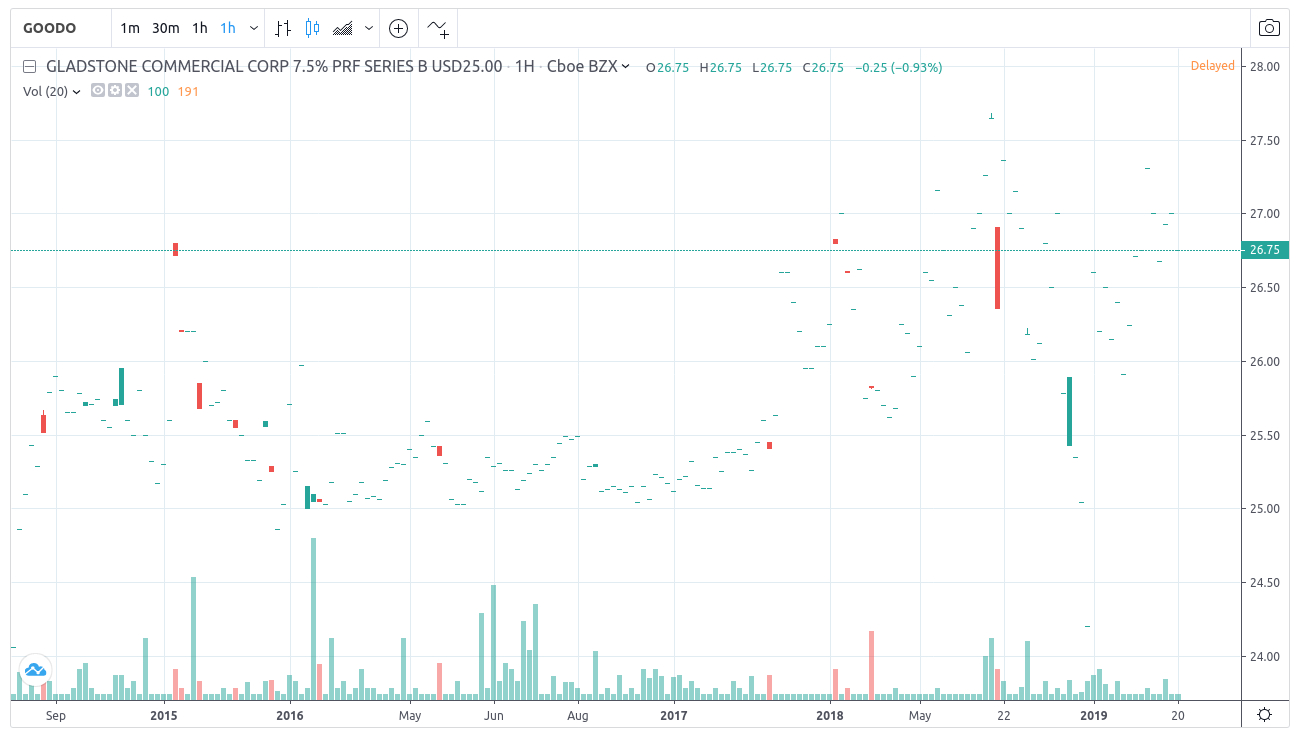 GOODO 1m 30m 1h 1h
GLADSTONE COMMERCIAL CORP 7.5% PRF SERIES B USD25.00 · 1H · Cboe BZX O26.75 H26.75 L26.75 C26.75 −0.25 (−0.93%) Delayed
Vol (20) 100 191
28.00
27.50
27.00
26.75
26.50
26.00
25.50
25.00
24.50
24.00
Sep 2015 2016 May Jun Aug 2017 2018 May 22 2019 20